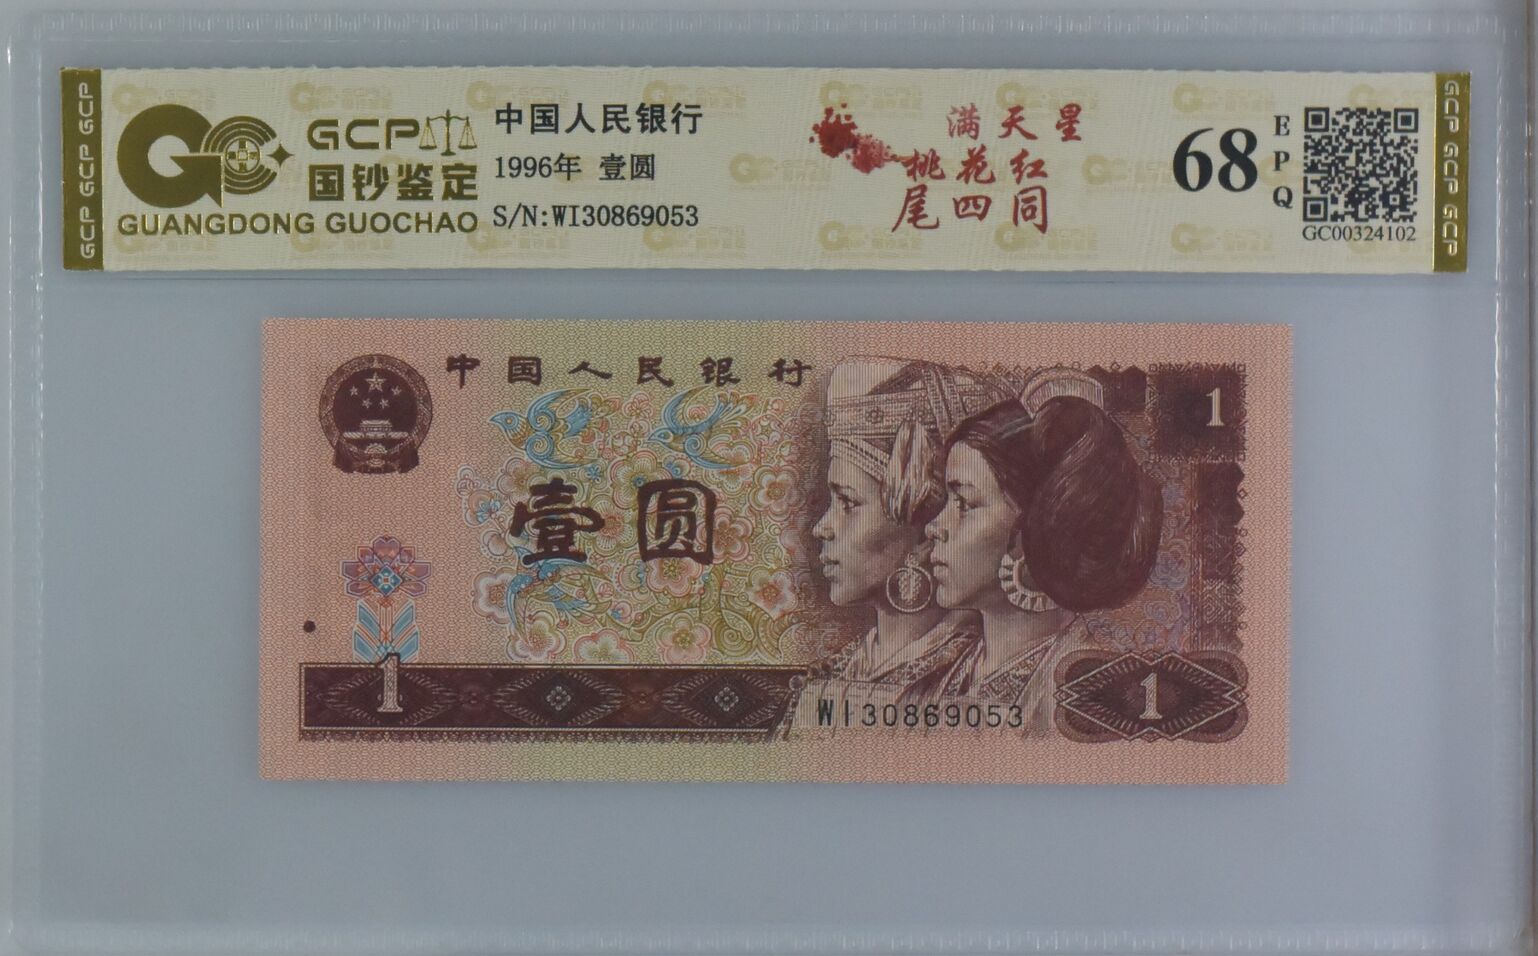 GCP GCP GCP
GCP
国钞鉴定
GUANGDONG GUOCHAO
中国人民银行
1996年 壹圆
S/N:WI30869053
满天星
桃花红
尾四同
68
EPQ
GC00324102
GCP GCP GCP
中国人民银行
1
壹圆
1
1
WI30869053